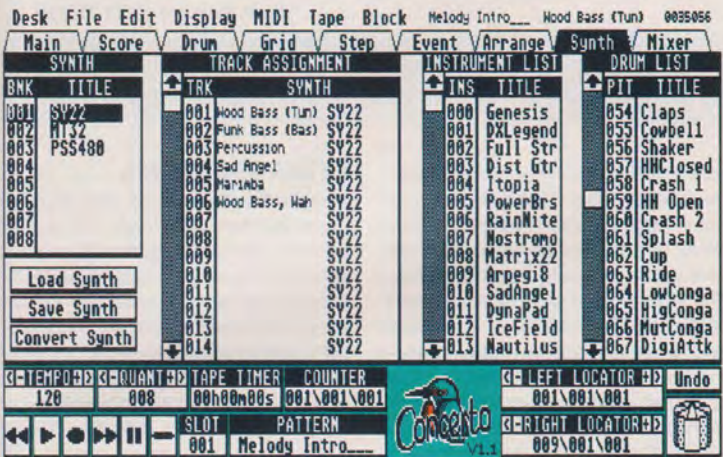 Desk File Edit Display MIDI Tape Block Melody Intro___ Wood Bass (Tun) 0035056
Main Score Drum Grid Step Event Arrange Synth Mixer
SYNTH TRACK ASSIGNMENT INSTRUMENT LIST DRUM LIST
BNK TITLE TRK SYNTH INS TITLE PIT TITLE
001 SY22 001 Wood Bass (Tun) SY22 000 Genesis 054 Claps
002 MT32 002 Funk Bass (Bas) SY22 001 DXLegend 055 Cowbell
003 PSS480 003 Percussion SY22 002 Full Str 056 Shaker
004 004 Sad Angel SY22 003 Dist Gtr 057 HHClosed
005 005 Marimba SY22 004 Itopia 058 Crash 1
006 006 Wood Bass, Wah SY22 005 PowerBrs 059 HH Open
007 007 SY22 006 RainNite 060 Crash 2
008 008 SY22 007 Nostromo 061 Splash
009 SY22 008 Matrix22 062 Cup
Load Synth 010 SY22 009 Arpegi8 063 Ride
011 SY22 010 SadAngel 064 LowConga
Save Synth 012 SY22 011 DynaPad 065 HigConga
013 SY22 012 IceField 066 MutConga
Convert Synth 014 SY22 013 Nautilus 067 DigiAttk
<-TEMPO+> <-QUANT+> TAPE TIMER COUNTER <- LEFT LOCATOR +> Undo
120 008 00h00m00s 001\001\001 001\001\001
SLOT PATTERN Concerto <-RIGHT LOCATOR+>
001 Melody Intro___ V1.1 009\001\001